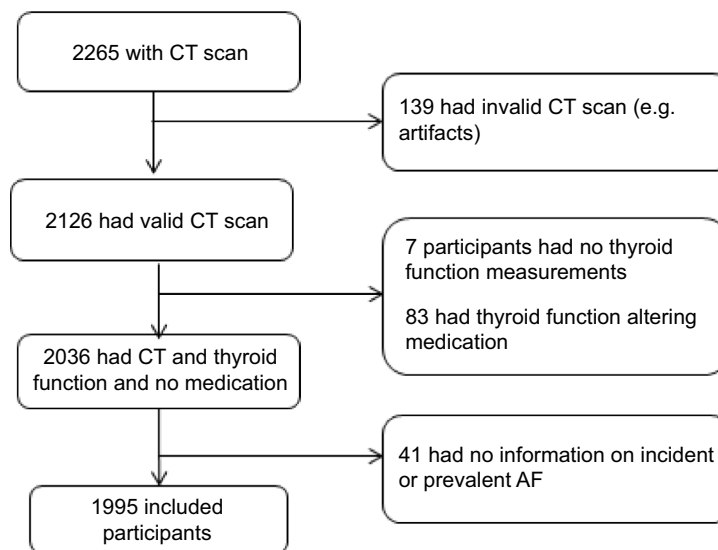 2265 with CT scan
139 had invalid CT scan (e.g.
artifacts)
2126 had valid CT scan
7 participants had no thyroid
function measurements
83 had thyroid function altering
medication
2036 had CT and thyroid
function and no medication
41 had no information on incident
or prevalent AF
1995 included
participants